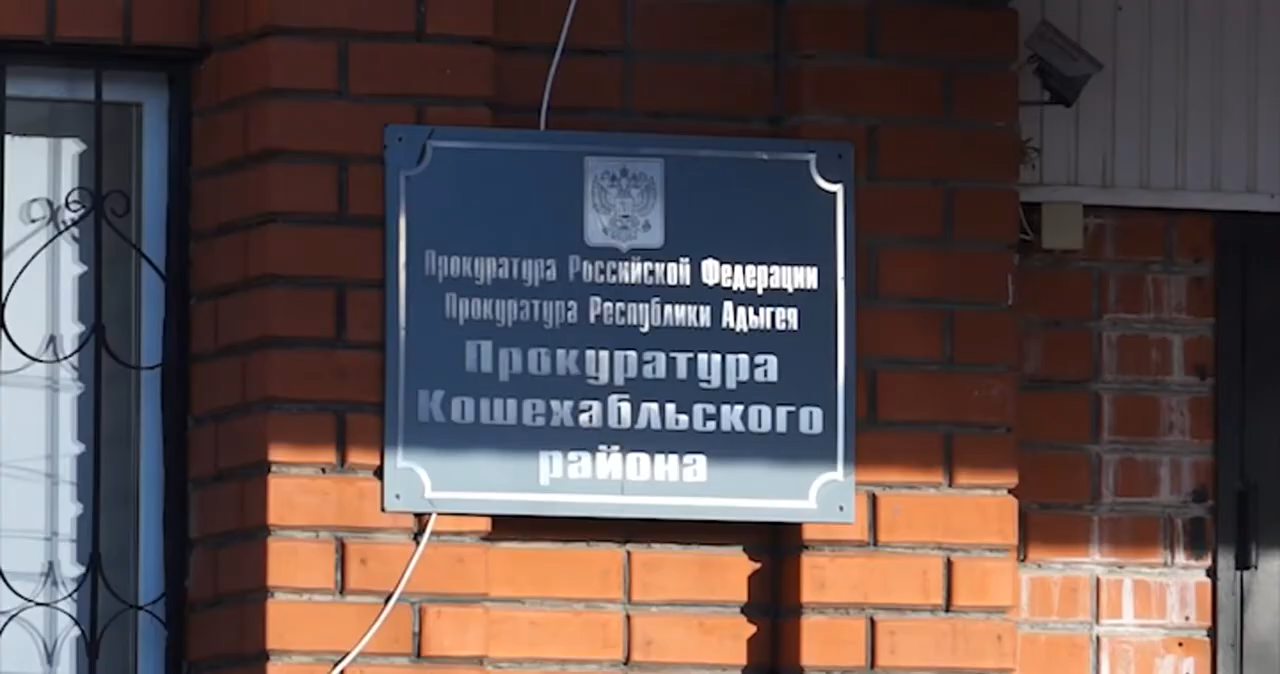 Прокуратура Российской Федерации
Прокуратура Республики Адыгея
Прокуратура
Кошехабльского
района